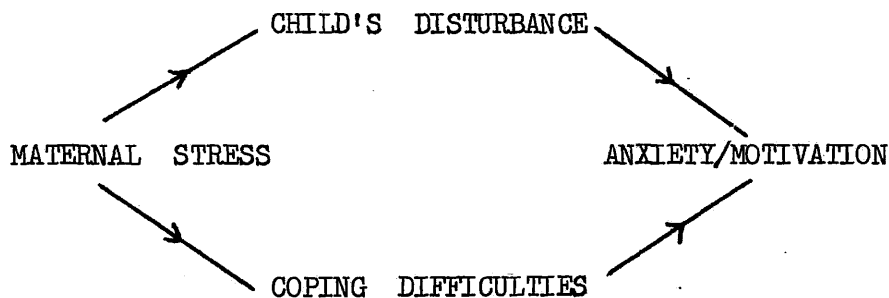 CHILD'S DISTURBANCE
MATERNAL STRESS ANXIETY/MOTIVATION
COPING DIFFICULTIES